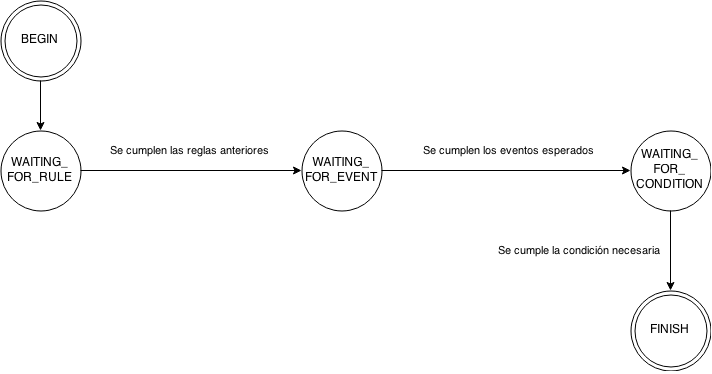 BEGIN
WAITING_
FOR_RULE
Se cumplen las reglas anteriores
WAITING_
FOR_EVENT
Se cumplen los eventos esperados
WAITING_
FOR_
CONDITION
Se cumple la condición necesaria
FINISH